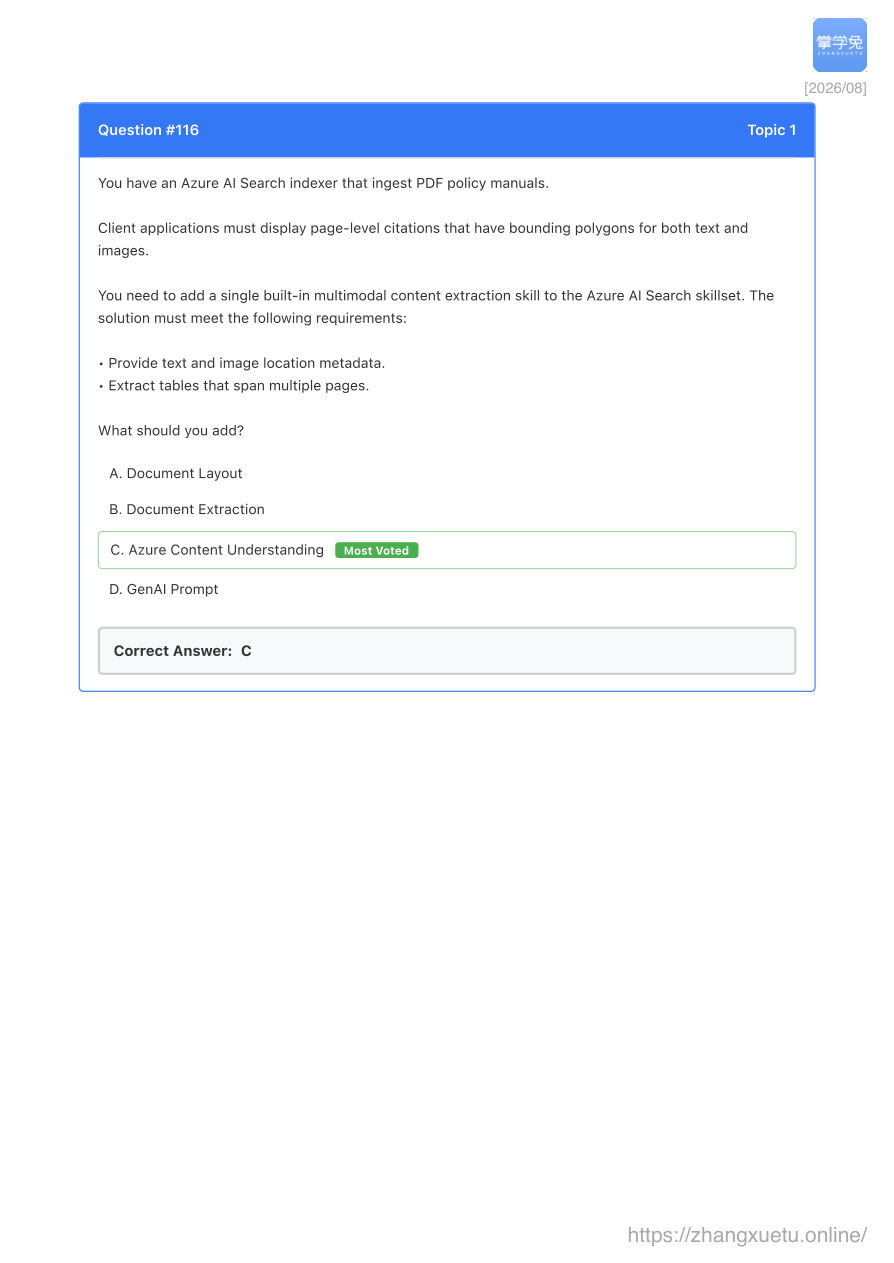 掌学兔
ZHANGXUETU
[2026/08]
Question #116
Topic 1
You have an Azure AI Search indexer that ingest PDF policy manuals.
Client applications must display page-level citations that have bounding polygons for both text and
images.
You need to add a single built-in multimodal content extraction skill to the Azure AI Search skillset. The
solution must meet the following requirements:
• Provide text and image location metadata.
• Extract tables that span multiple pages.
What should you add?
A. Document Layout
B. Document Extraction
C. Azure Content Understanding Most Voted
D. GenAI Prompt
Correct Answer: C
https://zhangxuetu.online/